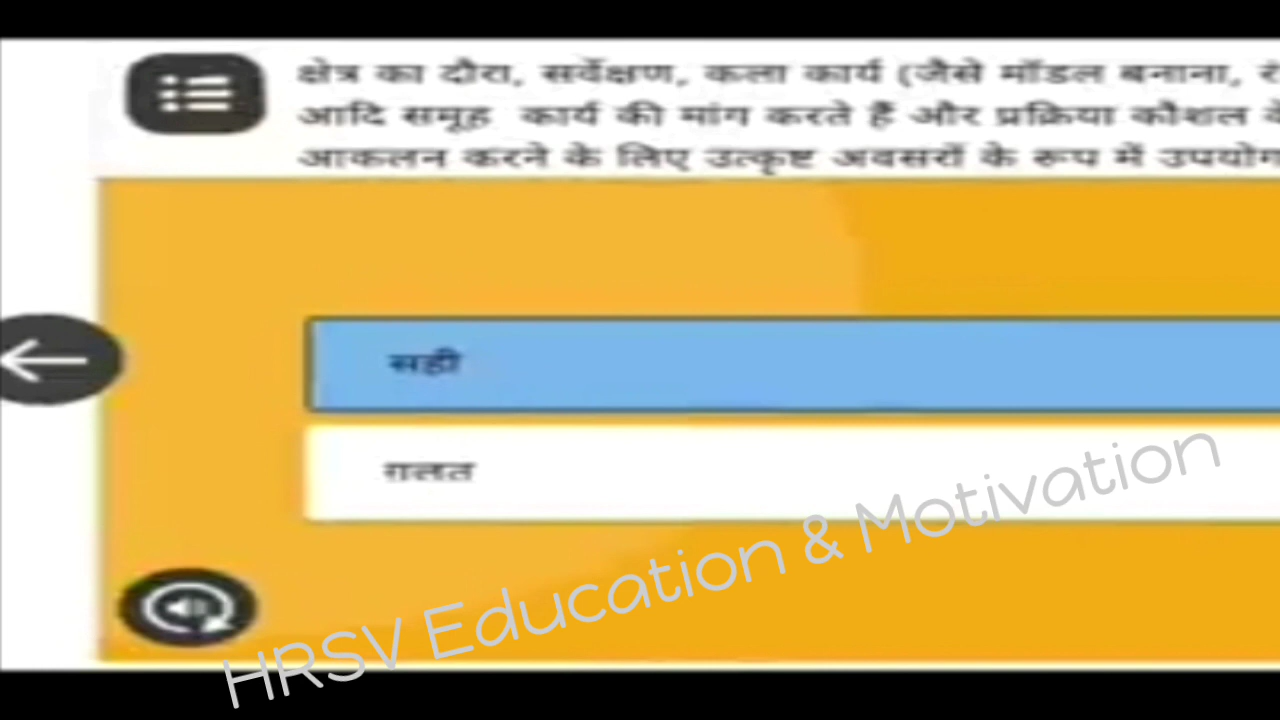 क्षेत्र का दौरा, सर्वेक्षण, कला कार्य (जैसे मॉडल बनाना,
आदि समूह कार्य की मांग करते हैं और प्रक्रिया कौशल
आकलन करने के लिए उत्कृष्ट अवसरों के रूप में
सही
गलत
HRSV Education & Motivation